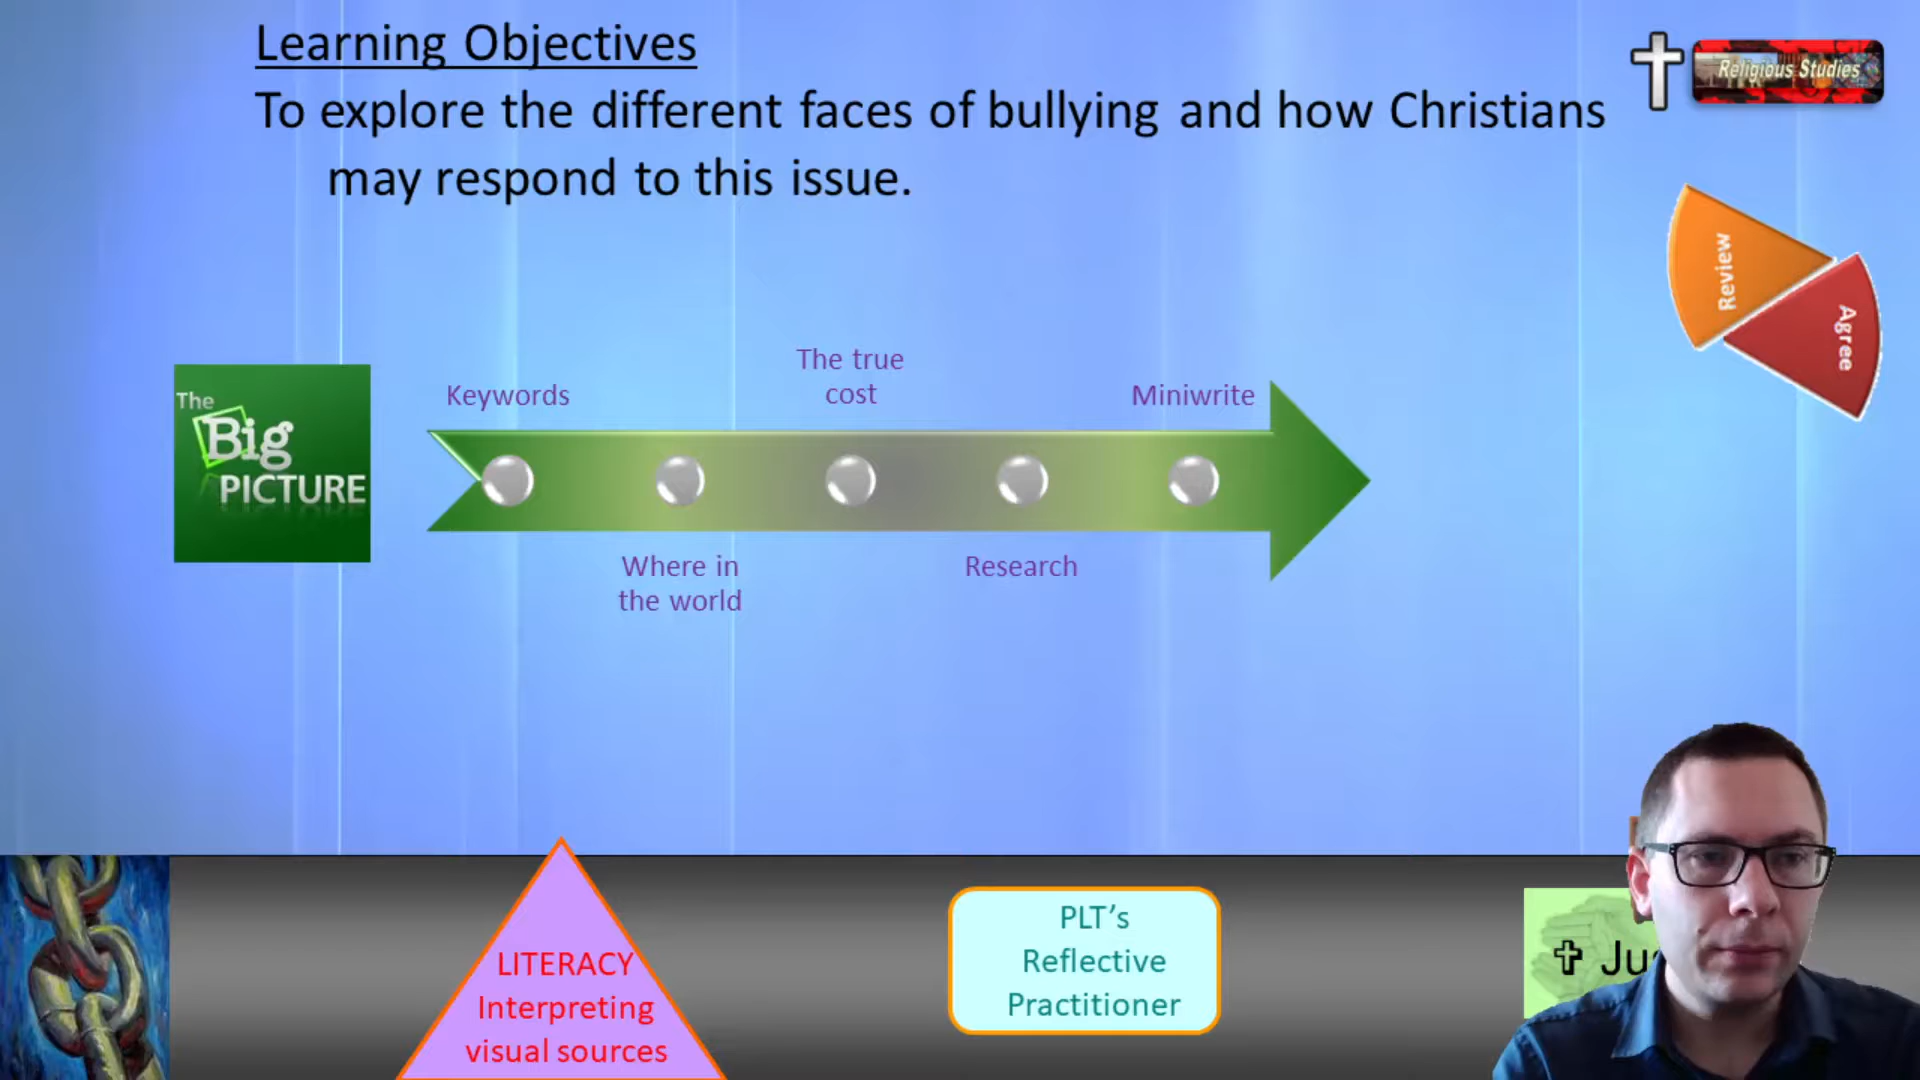 Learning Objectives
To explore the different faces of bullying and how Christians
may respond to this issue.
Religious Studies
Review
Agree
The
Big
PICTURE
Keywords
Where in
the world
The true
cost
Research
Miniwrite
LITERACY
Interpreting
visual sources
PLT’s
Reflective
Practitioner